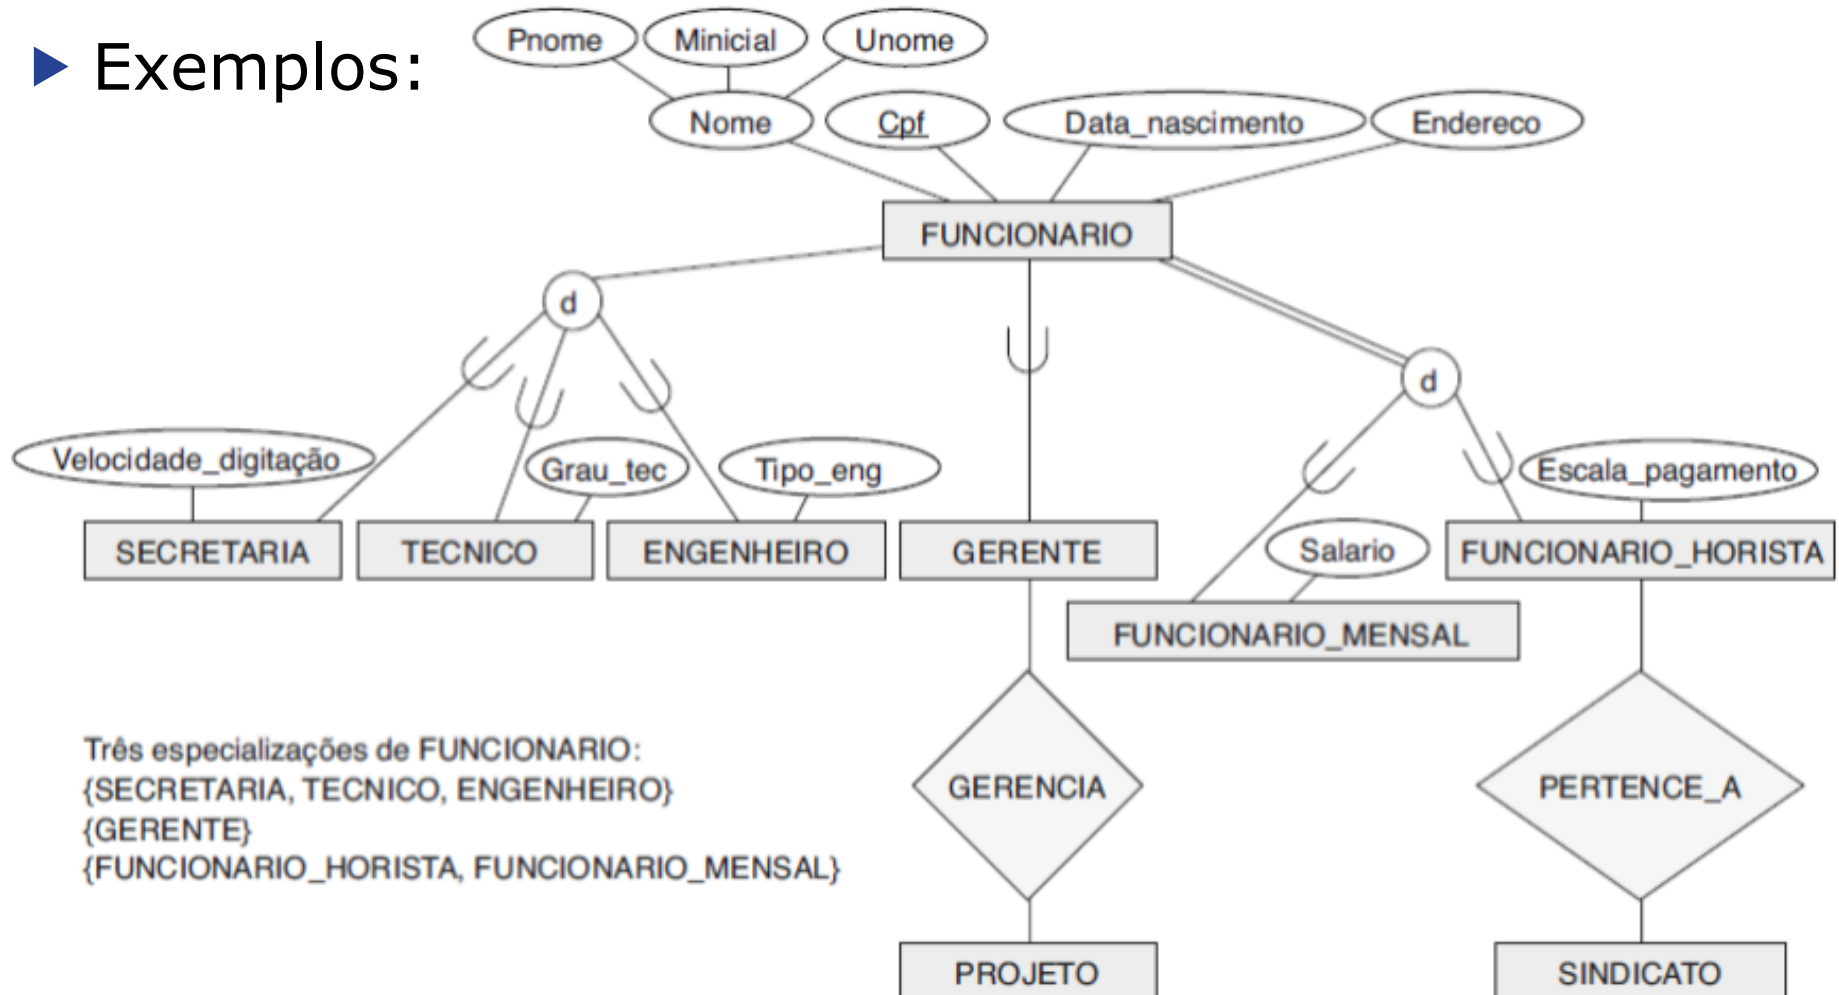 Exemplos:
Pnome Minicial Unome
Nome Cpf Data_nascimento Endereco
FUNCIONARIO
d
d
Velocidade_digitação Grau_tec Tipo_eng Escala_pagamento
SECRETARIA TECNICO ENGENHEIRO GERENTE Salario FUNCIONARIO_HORISTA
FUNCIONARIO_MENSAL
Três especializações de FUNCIONARIO:
{SECRETARIA, TECNICO, ENGENHEIRO}
{GERENTE}
{FUNCIONARIO_HORISTA, FUNCIONARIO_MENSAL}
GERENCIA PERTENCE_A
PROJETO SINDICATO